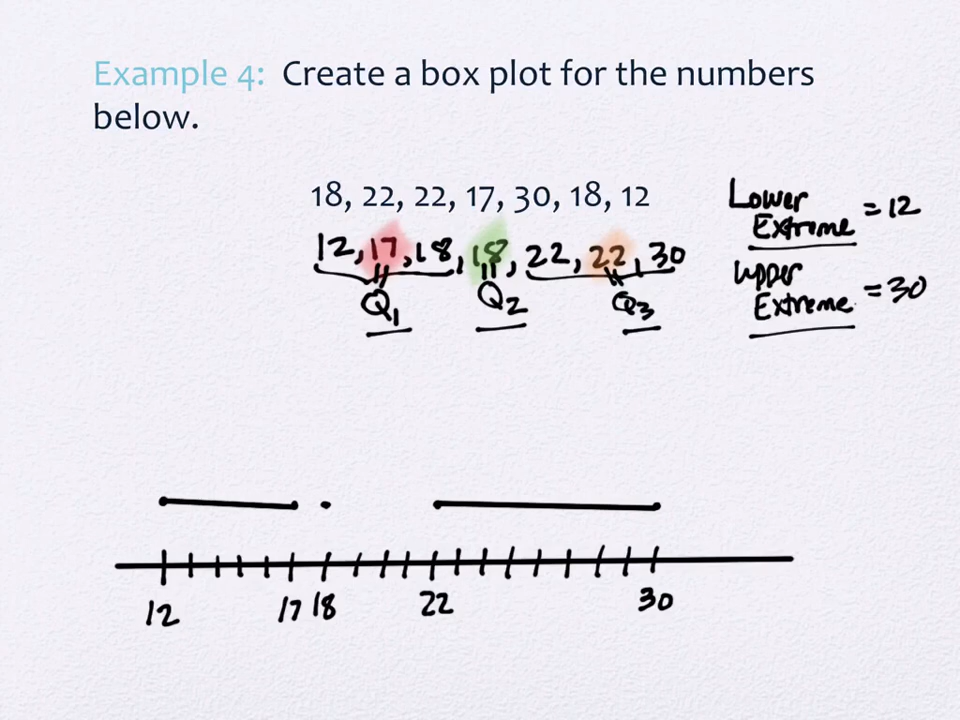 Example 4: Create a box plot for the numbers
below.
18, 22, 22, 17, 30, 18, 12
12, 17, 18, 18, 22, 22, 30
Q1 Q2 Q3
Lower
Extreme = 12
Upper
Extreme = 30
12 17 18 22 30